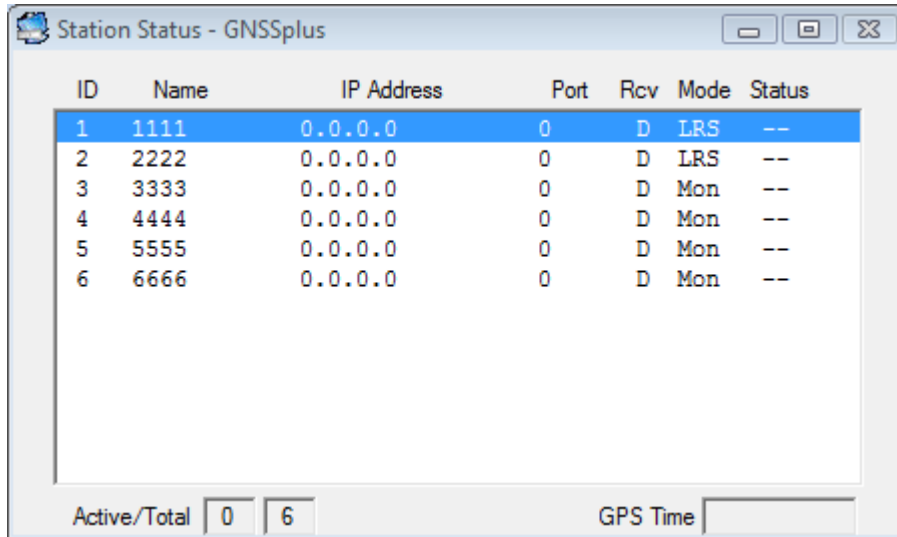 Station Status - GNSSplus
ID Name IP Address Port Rcv Mode Status
1 1111 0.0.0.0 0 D LRS --
2 2222 0.0.0.0 0 D LRS --
3 3333 0.0.0.0 0 D Mon --
4 4444 0.0.0.0 0 D Mon --
5 5555 0.0.0.0 0 D Mon --
6 6666 0.0.0.0 0 D Mon --
Active/Total 0 6 GPS Time